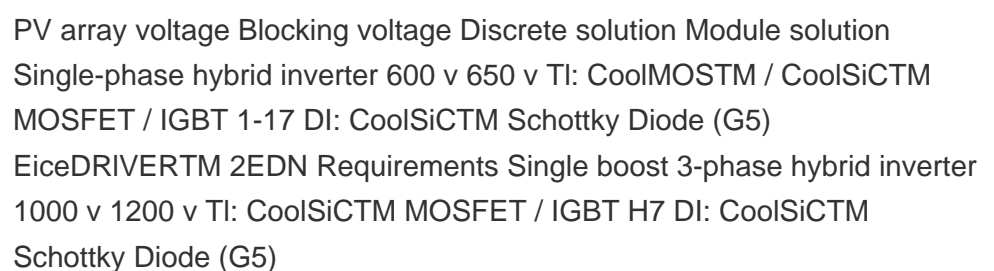 PV array voltage Blocking voltage Discrete solution Module solution
Single-phase hybrid inverter 600 v 650 v Tl: CoolMOSTM / CoolSiCTM
MOSFET / IGBT 1-17 DI: CoolSiCTM Schottky Diode (G5)
EiceDRlVERTM 2EDN Requirements Single boost 3-phase hybrid inverter
1000 v 1200 v Tl: CoolSiCTM MOSFET / IGBT H7 DI: CoolSiCTM
Schottky Diode (G5)